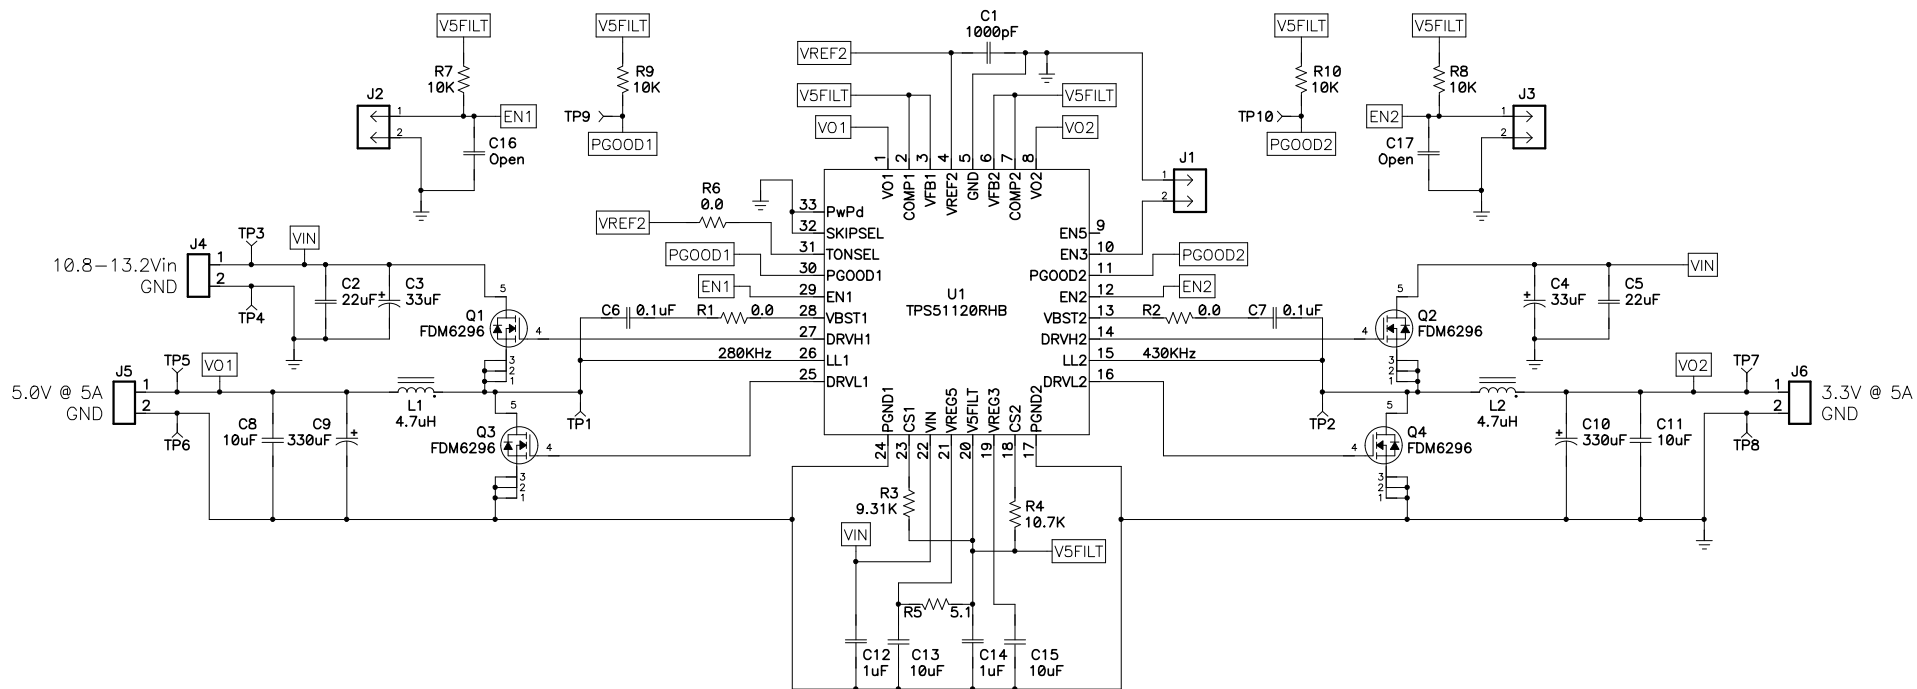 V5FILT
V5FILT
C1
1000pF
V5FILT
V5FILT
VREF2
R7
10K
R9
10K
R10
10K
R8
10K
J2
1
2
EN1
C16
Open
TP9
PGOOD1
V5FILT
VO1
V5FILT
VO2
TP10
PGOOD2
EN2
C17
Open
J3
1
2
1
2
3
4
5
6
7
8
VO1
COMP1
VFB1
VREF2
GND
VFB2
COMP2
VO2
J1
1
2
R6
0.0
VREF2
PGOOD1
EN1
33 PwPd
32 SKIPSEL
31 TONSEL
30 PGOOD1
29 EN1
28 VBST1
27 DRVH1
26 LL1
25 DRVL1
U1
TPS51120RHB
EN5 9
EN3 10
PGOOD2 11
EN2 12
VBST2 13
DRVH2 14
LL2 15
DRVL2 16
PGOOD2
EN2
J4
10.8-13.2Vin
GND
1
2
TP3
TP4
VIN
C2
22uF
C3
33uF
+
Q1
FDM6296
5
4
3
2
1
C6
0.1uF
R1
0.0
280KHz
R2
0.0
C7
0.1uF
430KHz
Q2
FDM6296
5
4
3
2
1
C4
33uF
+
C5
22uF
VIN
J5
5.0V @ 5A
GND
1
2
TP5
TP6
VO1
C8
10uF
C9
330uF
+
L1
4.7uH
Q3
FDM6296
5
4
3
2
1
TP1
PGND1
CS1
VIN
VREG5
V5FILT
VREG3
CS2
PGND2
24
23
22
21
20
19
18
17
TP2
Q4
FDM6296
5
4
3
2
1
L2
4.7uH
C10
330uF
+
C11
10uF
VO2
TP7
TP8
J6
1
2
3.3V @ 5A
GND
R3
9.31K
R4
10.7K
VIN
V5FILT
R5
5.1
C12
1uF
C13
10uF
C14
1uF
C15
10uF